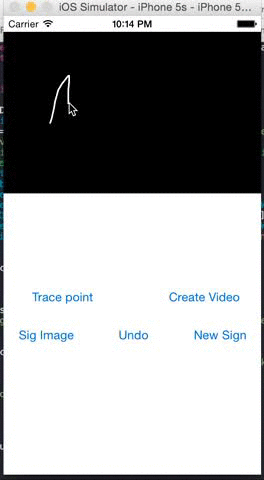 iOS Simulator - iPhone 5s - iPhone 5...
Carrier 10:14 PM
Trace point Create Video
Sig Image Undo New Sign